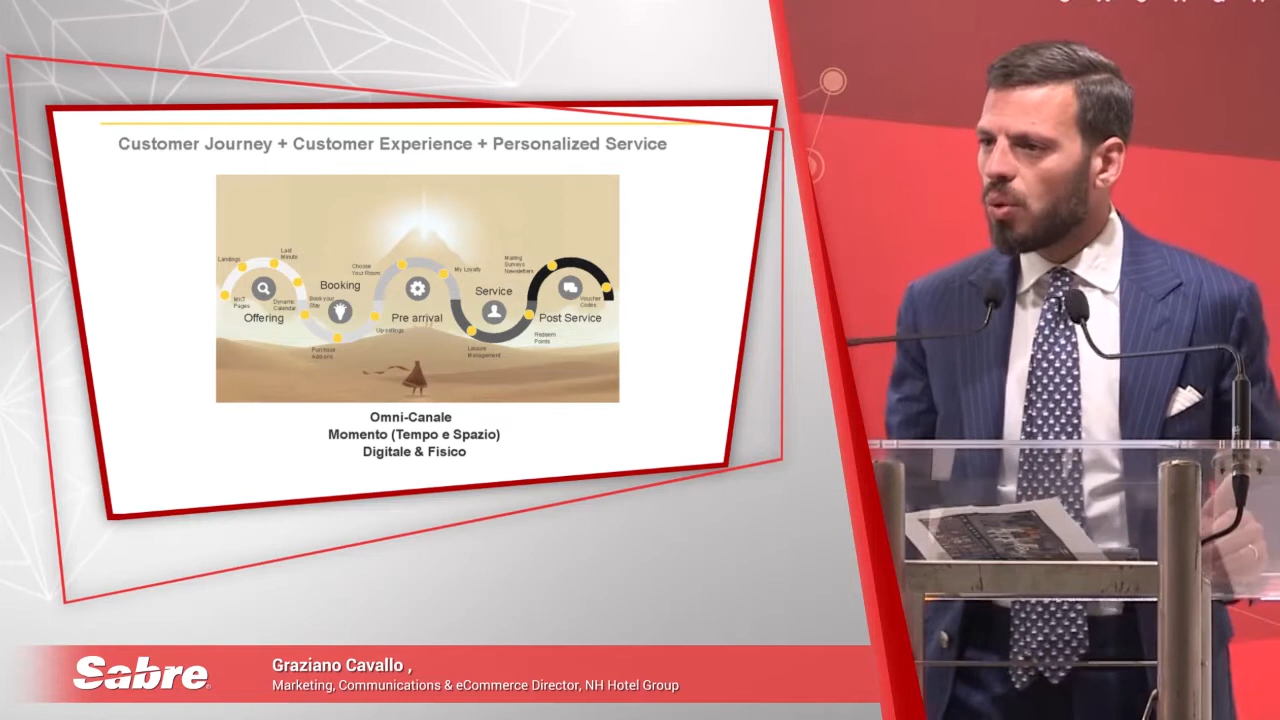 Customer Journey + Customer Experience + Personalized Service
Landings
Last
Minute
MKT
Pages
Dynamic
Calendar
Offering
Booking
Book your
Stay
Purchase
Add-ons
Choose
Your Room
Up-sellings
Pre arrival
My Loyalty
Service
Leisure
Management
Mailing
Surveys
Newsletters
Redeem
Points
Voucher
Codes
Post Service
Omni-Canale
Momento (Tempo e Spazio)
Digitale & Fisico
Sabre
Graziano Cavallo ,
Marketing, Communications & eCommerce Director, NH Hotel Group